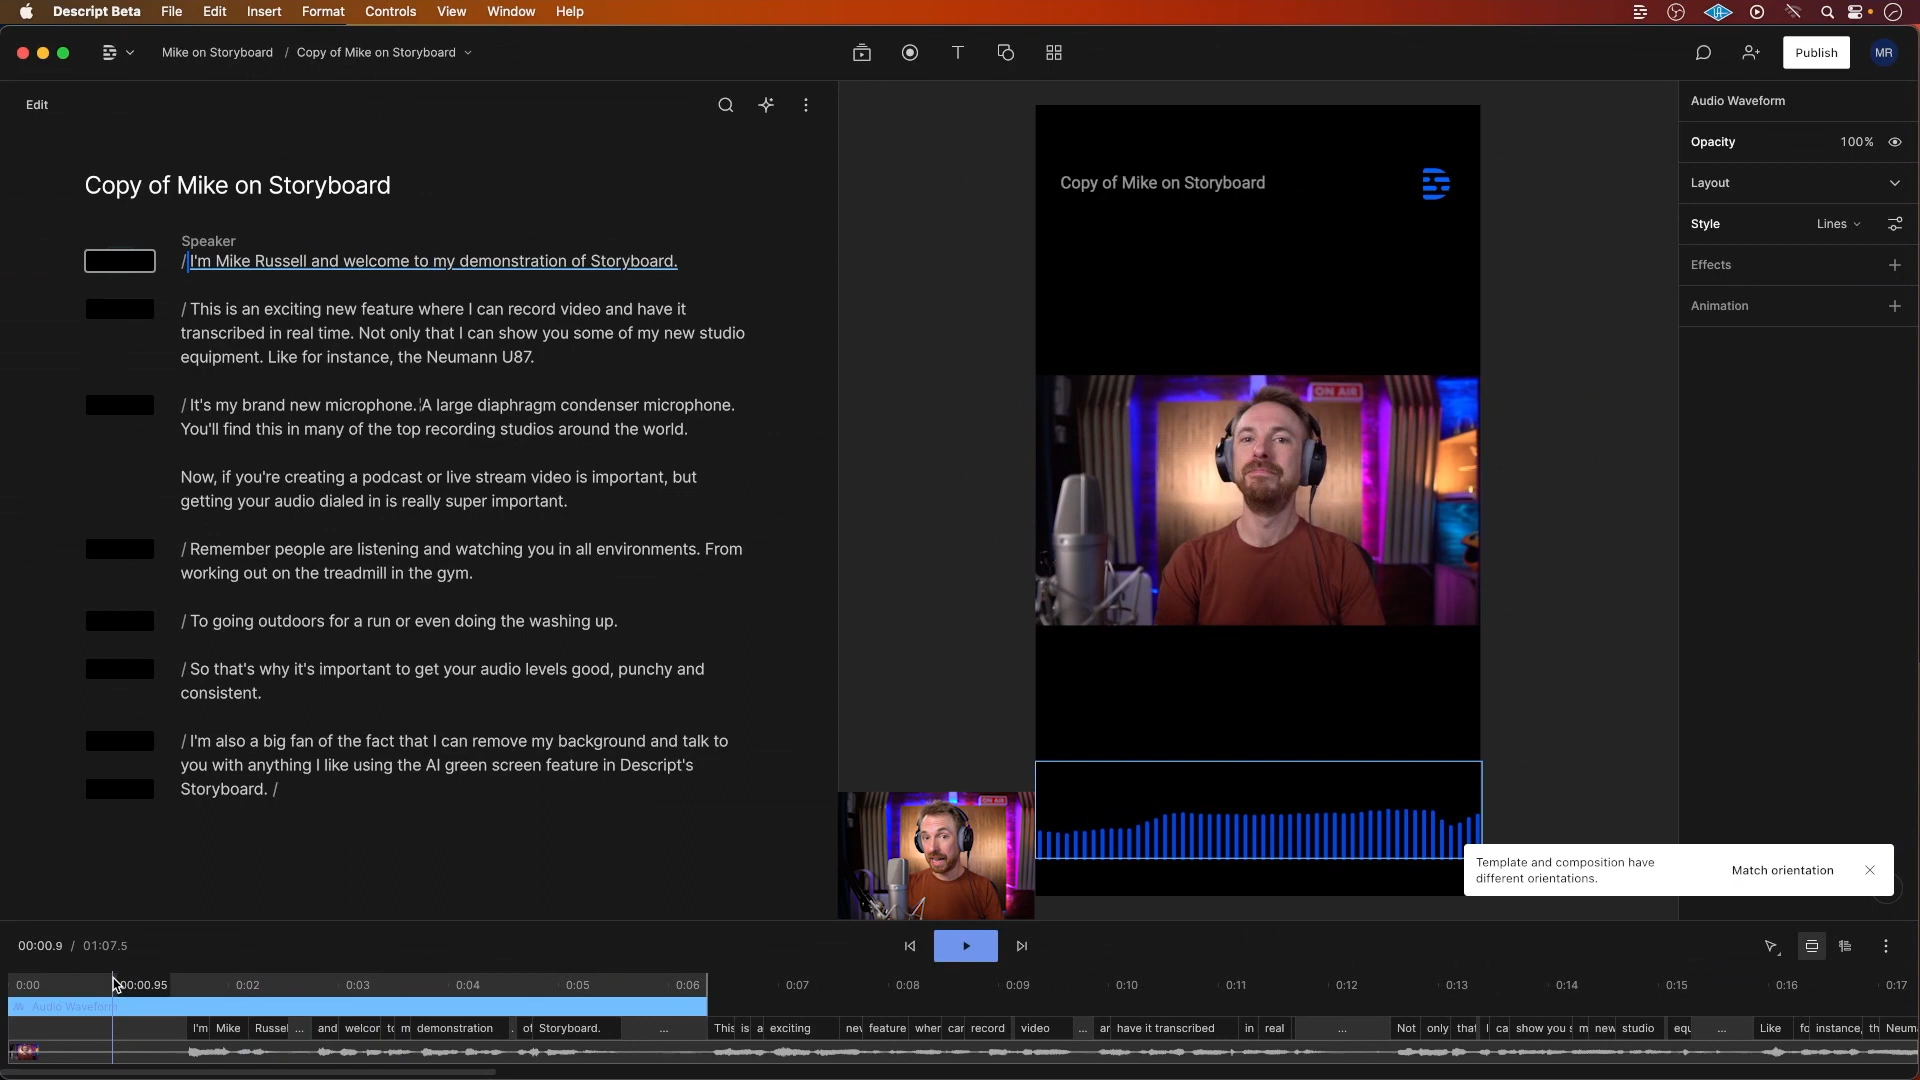 Descript Beta File Edit Insert Format Controls View Window Help
Mike on Storyboard / Copy of Mike on Storyboard
Publish MR
Edit
Copy of Mike on Storyboard
Speaker
/ I'm Mike Russell and welcome to my demonstration of Storyboard.
/ This is an exciting new feature where I can record video and have it
transcribed in real time. Not only that I can show you some of my new studio
equipment. Like for instance, the Neumann U87.
/ It's my brand new microphone. A large diaphragm condenser microphone.
You'll find this in many of the top recording studios around the world.
Now, if you're creating a podcast or live stream video is important, but
getting your audio dialed in is really super important.
/ Remember people are listening and watching you in all environments. From
working out on the treadmill in the gym.
/ To going outdoors for a run or even doing the washing up.
/ So that's why it's important to get your audio levels good, punchy and
consistent.
/ I'm also a big fan of the fact that I can remove my background and talk to
you with anything I like using the AI green screen feature in Descript's
Storyboard. /
Copy of Mike on Storyboard
ON AIR
ON AIR
Audio Waveform
Opacity 100%
Layout
Style Lines
Effects
Animation
Template and composition have
different orientations.
Match orientation
00:00.9 / 01:07.5
0:00 00:00.95 0:02 0:03 0:04 0:05 0:06 0:07 0:08 0:09 0:10 0:11 0:12 0:13 0:14 0:15 0:16 0:17
Audio Waveform
I'm Mike Russel ... and welcor to m demonstration . of Storyboard. ... This is a exciting nev feature wher car record video ... ar have it transcribed in real ... Not only that I ca show you s m new studio equ ... Like fo instance, th Neum